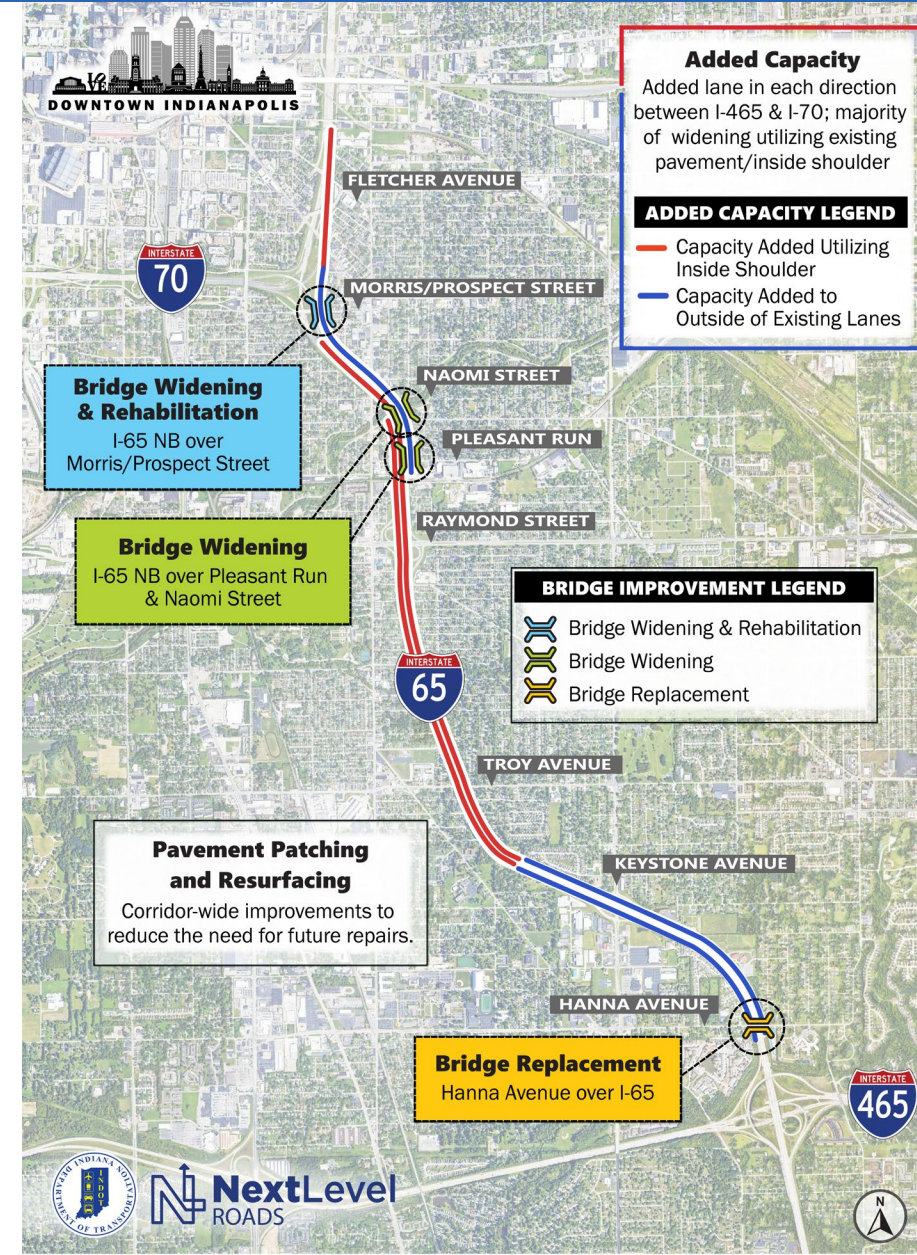 LOVE
DOWNTOWN INDIANAPOLIS
Added Capacity
Added lane in each direction
between I-465 & I-70; majority
of widening utilizing existing
pavement/inside shoulder
ADDED CAPACITY LEGEND
Capacity Added Utilizing
Inside Shoulder
Capacity Added to
Outside of Existing Lanes
FLETCHER AVENUE
INTERSTATE
70
MORRIS/PROSPECT STREET
NAOMI STREET
Bridge Widening
& Rehabilitation
I-65 NB over
Morris/Prospect Street
PLEASANT RUN
RAYMOND STREET
Bridge Widening
I-65 NB over Pleasant Run
& Naomi Street
BRIDGE IMPROVEMENT LEGEND
Bridge Widening & Rehabilitation
Bridge Widening
Bridge Replacement
INTERSTATE
65
TROY AVENUE
Pavement Patching
and Resurfacing
Corridor-wide improvements to
reduce the need for future repairs.
KEYSTONE AVENUE
HANNA AVENUE
Bridge Replacement
Hanna Avenue over I-65
INTERSTATE
465
INDIANA
DEPARTMENT OF TRANSPORTATION
INDOT
NextLevel
ROADS
N